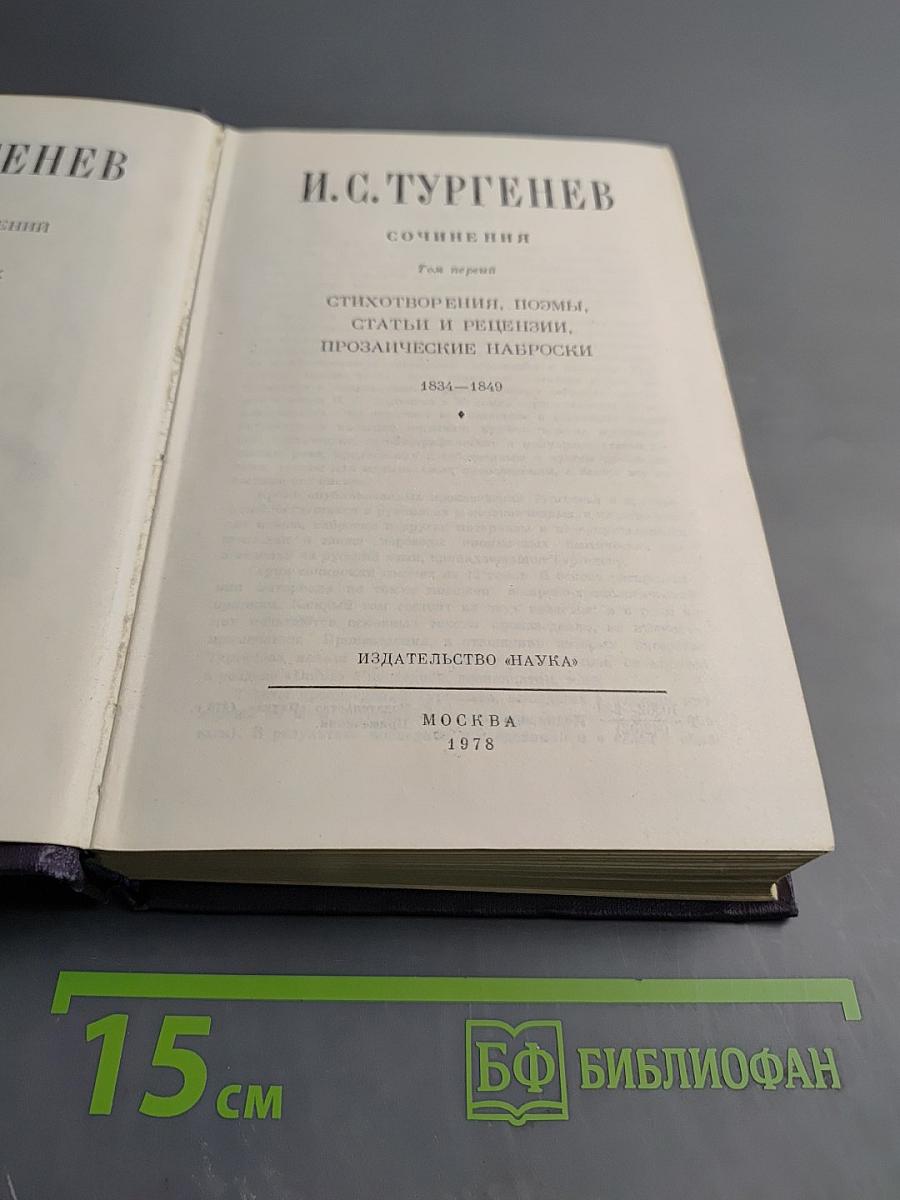 И.С.ТУРГЕНЕВ
СОЧИНЕНИЯ
Том первый
СТИХОТВОРЕНИЯ, ПОЭМЫ,
СТАТЬИ И РЕЦЕНЗИИ,
ПРОЗАИЧЕСКИЕ НАБРОСКИ
1834—1849
ИЗДАТЕЛЬСТВО «НАУКА»
МОСКВА
1978
15 см
БФ БИБЛИОФАН